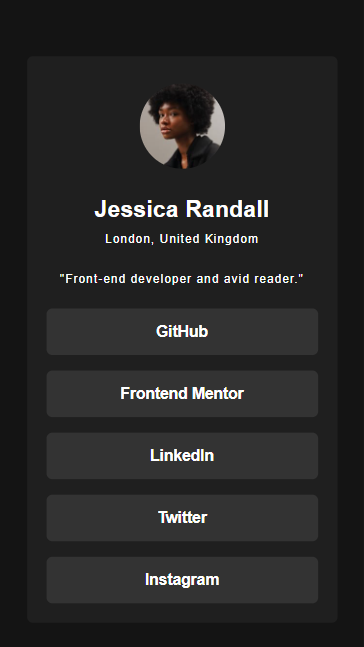 Jessica Randall
London, United Kingdom
"Front-end developer and avid reader."
GitHub
Frontend Mentor
LinkedIn
Twitter
Instagram